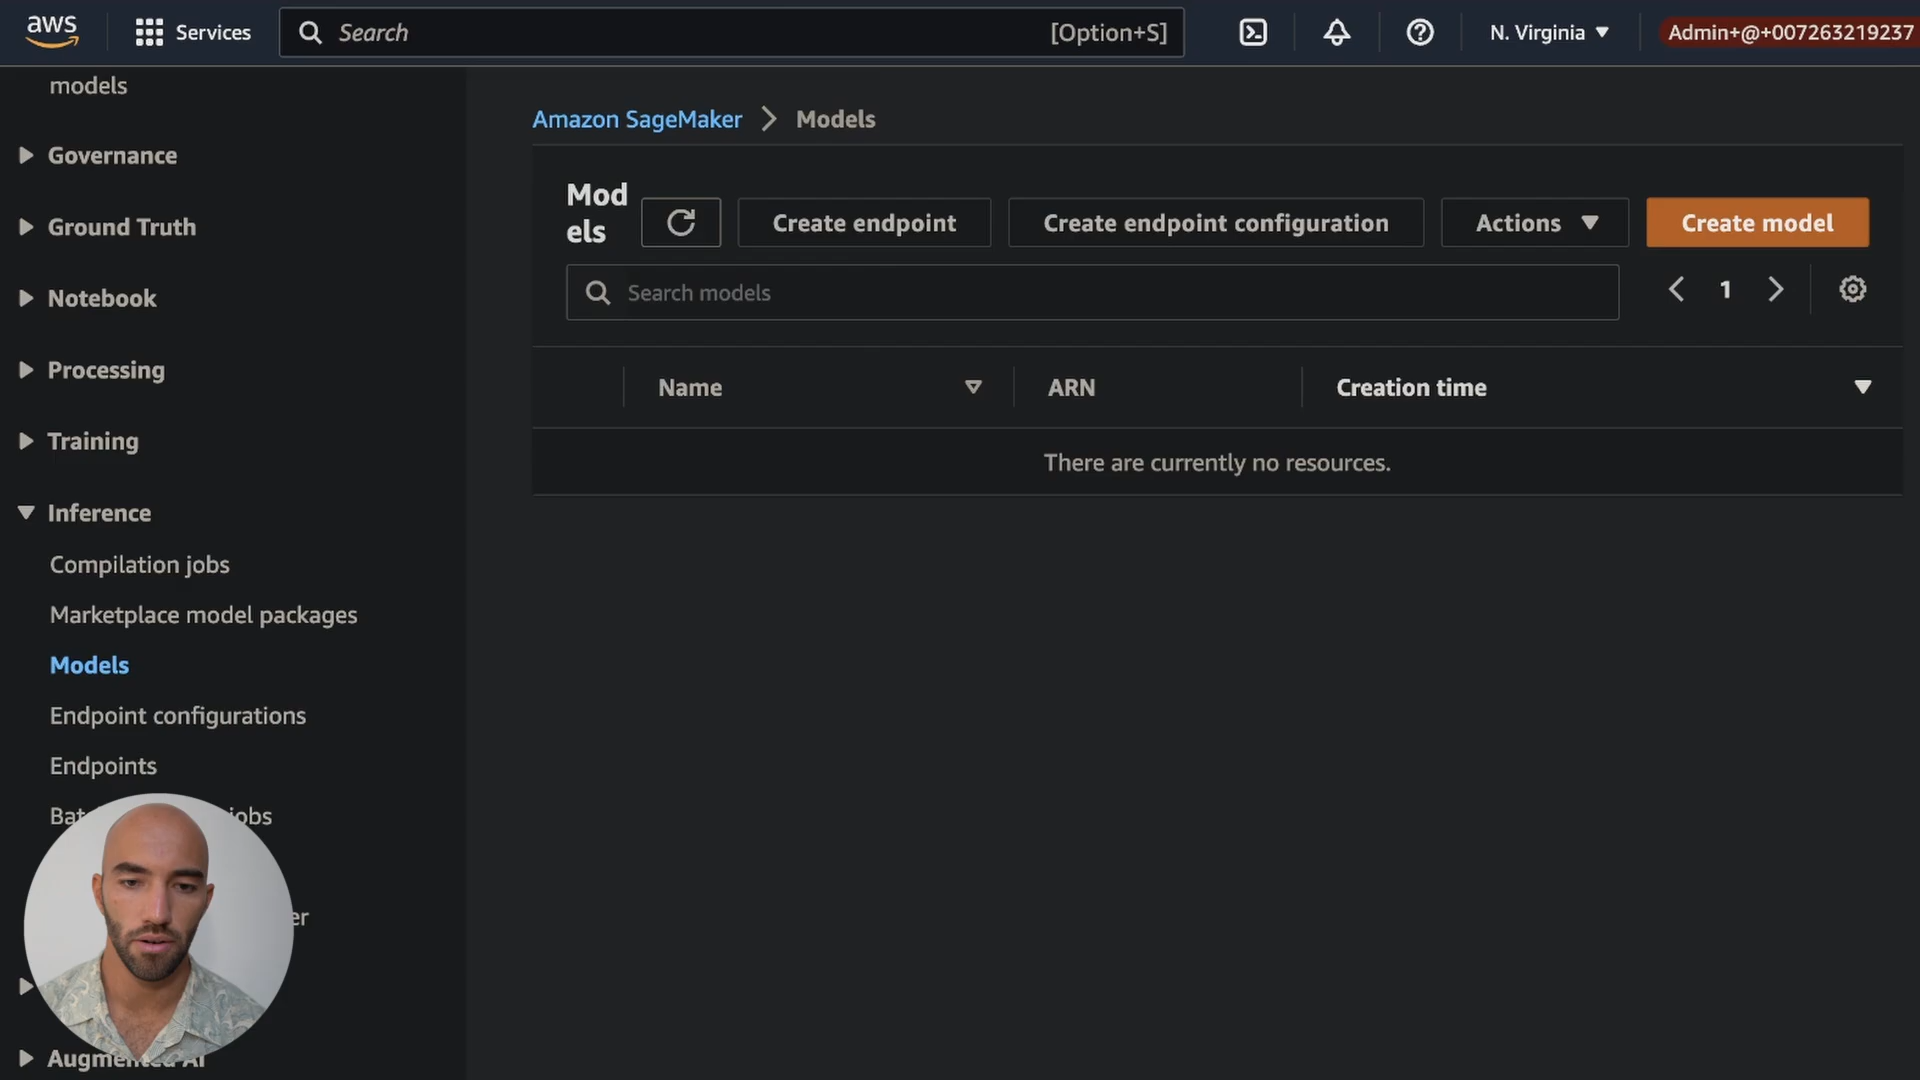 aws
Services
Search
[Option+S]
N. Virginia
Admin+@+007263219237
models
Governance
Ground Truth
Notebook
Processing
Training
Inference
Compilation jobs
Marketplace model packages
Models
Endpoint configurations
Endpoints
Amazon SageMaker
Models
Mod
els
Create endpoint
Create endpoint configuration
Actions
Create model
Search models
1
Name
ARN
Creation time
There are currently no resources.